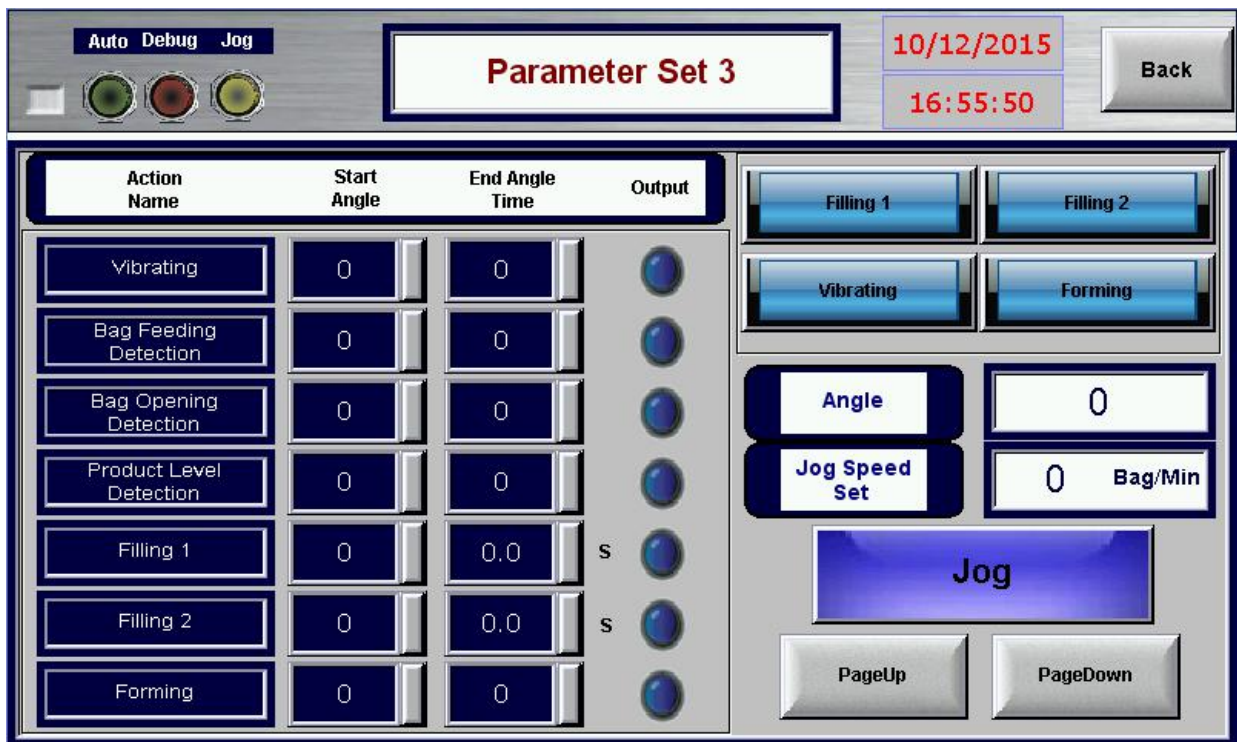 Auto Debug Jog
Parameter Set 3
10/12/2015
16:55:50
Back
Action
Name
Start
Angle
End Angle
Time
Output
Vibrating
0
0
Bag Feeding
Detection
0
0
Bag Opening
Detection
0
0
Product Level
Detection
0
0
Filling 1
0
0.0
S
Filling 2
0
0.0
S
Forming
0
0
Filling 1
Filling 2
Vibrating
Forming
Angle
0
Jog Speed
Set
0 Bag/Min
Jog
PageUp
PageDown